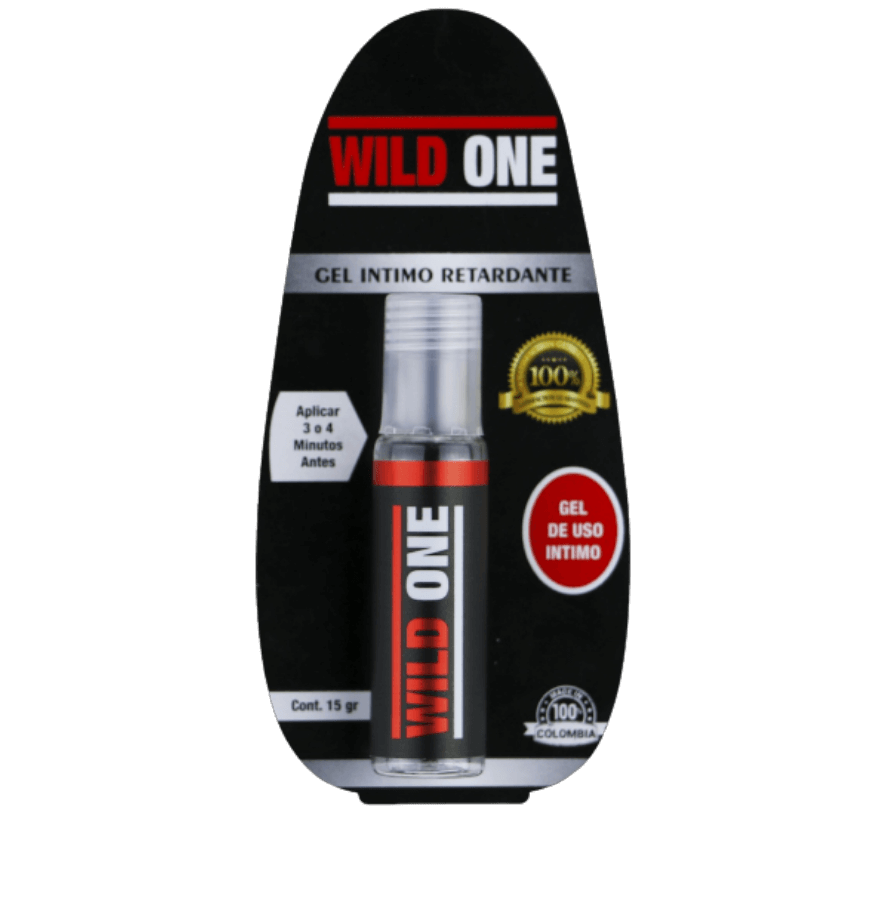 WILD ONE
GEL INTIMO RETARDANTE
100%
Aplicar
3 o 4
Minutos
Antes
WILD ONE
GEL
DE USO
INTIMO
Cont. 15 gr
MADE IN
100%
COLOMBIA